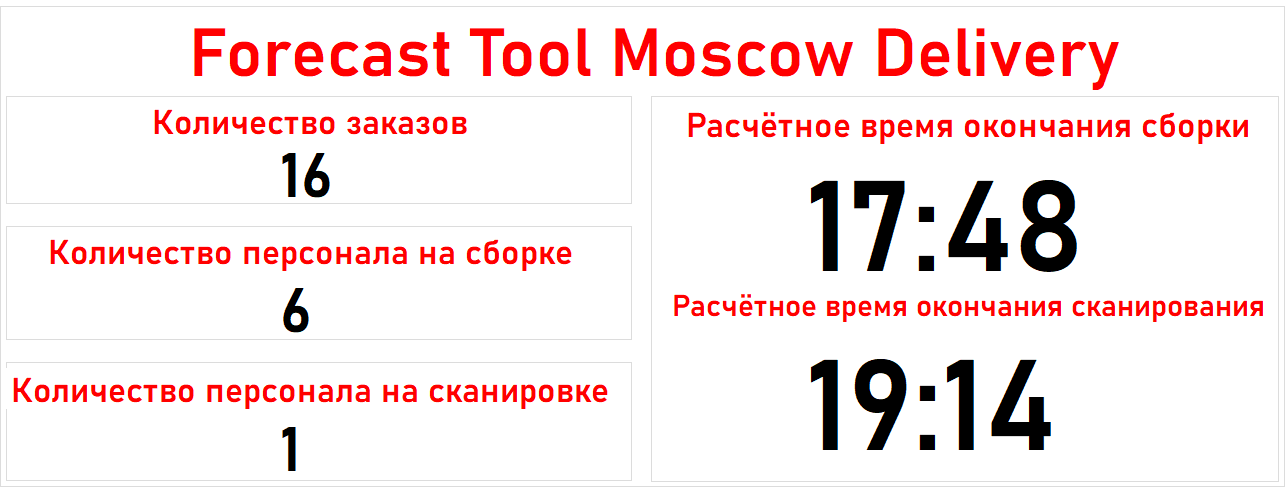 Forecast Tool Moscow Delivery
Количество заказов
16
Количество персонала на сборке
6
Количество персонала на сканировке
1
Расчётное время окончания сборки
17:48
Расчётное время окончания сканирования
19:14